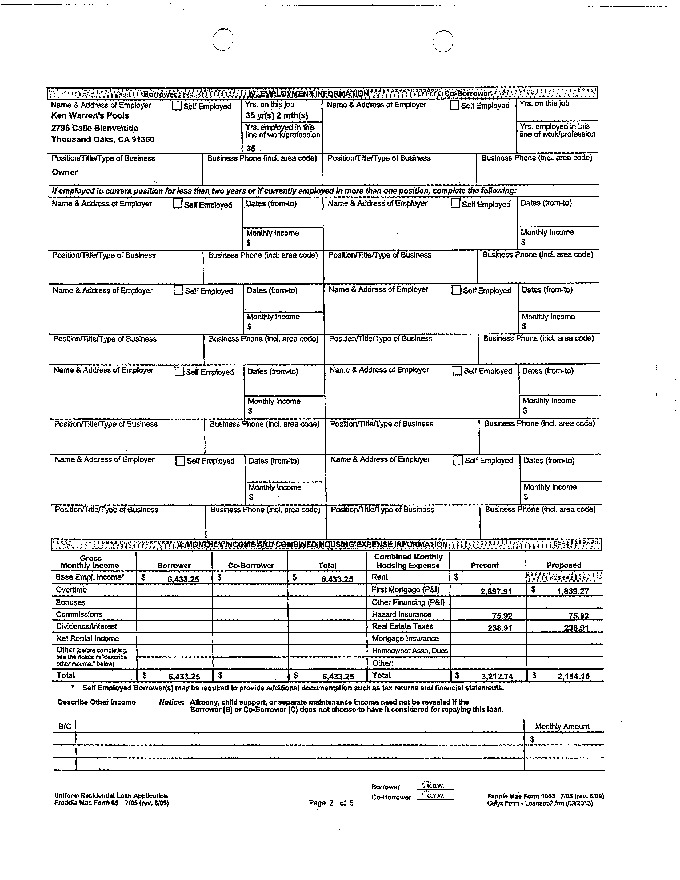 Borrower IV. EMPLOYMENT INFORMATION Co-Borrower
Name & Address of Employer Self Employed Yrs. on this job Name & Address of Employer Self Employed Yrs. on this job
Ken Warren's Pools 35 yr(s) 2 mth(s)
Yrs. employed in this line of work/profession Yrs. employed in this line of work/profession
Thousand Oaks, CA 91360
35
Position/Title/Type of Business Business Phone (incl. area code) Position/Title/Type of Business Business Phone (incl. area code)
Owner
If employed in current position for less than two years or if currently employed in more than one position, complete the following:
Name & Address of Employer Self Employed Dates (from-to) Name & Address of Employer Self Employed Dates (from-to)
Monthly Income Monthly Income
$ $
Position/Title/Type of Business Business Phone (incl. area code) Position/Title/Type of Business Business Phone (incl. area code)
Name & Address of Employer Self Employed Dates (from-to) Name & Address of Employer Self Employed Dates (from-to)
Monthly Income Monthly Income
$ $
Position/Title/Type of Business Business Phone (incl. area code) Position/Title/Type of Business Business Phone (incl. area code)
Name & Address of Employer Self Employed Dates (from-to) Name & Address of Employer Self Employed Dates (from-to)
Monthly Income Monthly Income
$ $
Position/Title/Type of Business Business Phone (incl. area code) Position/Title/Type of Business Business Phone (incl. area code)
Name & Address of Employer Self Employed Dates (from-to) Name & Address of Employer Self Employed Dates (from-to)
Monthly Income Monthly Income
$ $
Position/Title/Type of Business Business Phone (incl. area code) Position/Title/Type of Business Business Phone (incl. area code)
V. MONTHLY INCOME AND COMBINED HOUSING EXPENSE INFORMATION
Gross Monthly Income Borrower Co-Borrower Total Combined Monthly Housing Expense Present Proposed
Base Empl. Income* $ 6,433.25 $ $ 6,433.25 Rent $
Overtime First Mortgage (P&I) $
Bonuses Other Financing (P&I)
Commissions Hazard Insurance 75.92 75.92
Dividends/Interest Real Estate Taxes 238.91 238.91
Net Rental Income Mortgage Insurance
Other (before completing, see the notice in "describe other income," below) Homeowner Assn. Dues
Other:
Total $ 6,433.25 $ $ 6,433.25 Total $ 3,212.74 $
* Self Employed Borrower(s) may be required to provide additional documentation such as tax returns and financial statements.
Describe Other Income Notice: Alimony, child support, or separate maintenance income need not be revealed if the
Borrower (B) or Co-Borrower (C) does not choose to have it considered for repaying this loan.
B/C Monthly Amount
$
Borrower
Uniform Residential Loan Application Co-Borrower Fannie Mae Form 1003 7/05 (rev. 6/09)
Freddie Mac Form 65 7/05 (rev. 6/09) Page 2 of 5